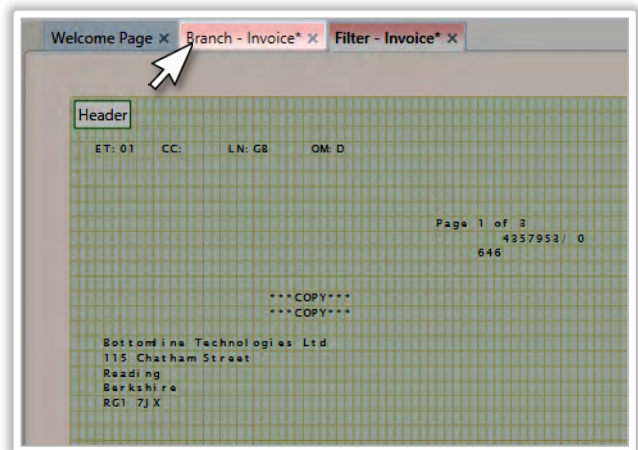 Welcome Page × Branch - Invoice* × Filter - Invoice* ×
Header
ET: 01 CC: LN: GB OM: D
Page 1 of 3
4357953/ 0
646
***COPY***
***COPY***
Bottomline Technologies Ltd
115 Chatham Street
Reading
Berkshire
RG1 7JX